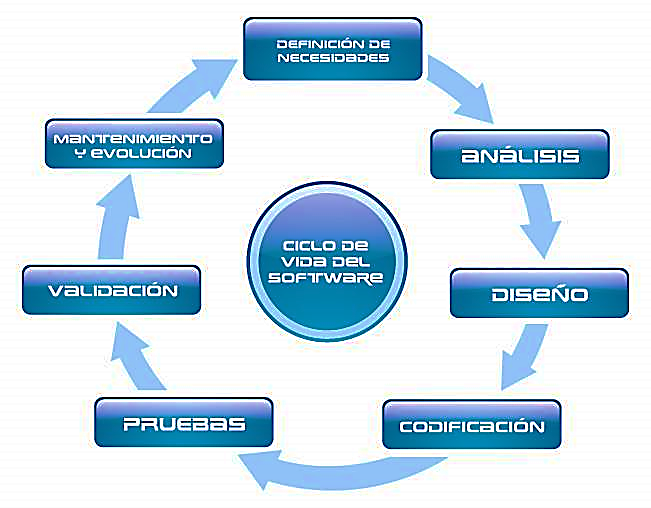 DEFINICIÓN DE
NECESIDADES
ANÁLISIS
DISEÑO
CODIFICACIÓN
PRUEBAS
VALIDACIÓN
MANTENIMIENTO
Y EVOLUCIÓN
CICLO DE
VIDA DEL
SOFTWARE